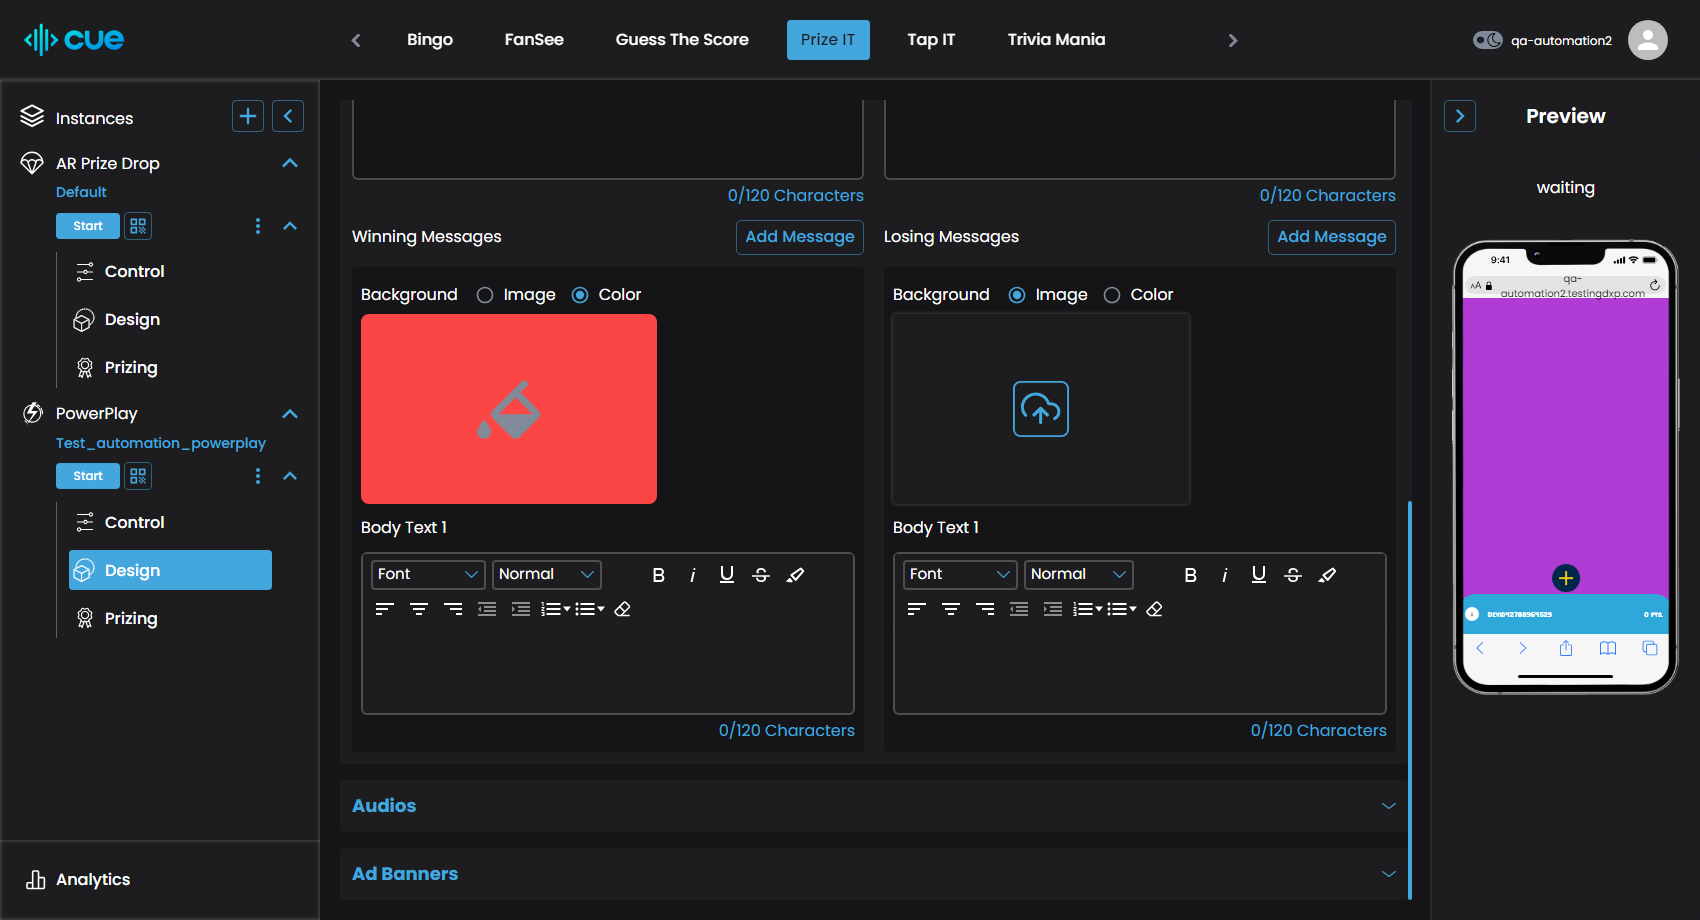 cue
Bingo
FanSee
Guess The Score
Prize IT
Tap IT
Trivia Mania
qa-automation2
Instances
AR Prize Drop
Default
Start
Control
Design
Prizing
PowerPlay
Test_automation_powerplay
Start
Control
Design
Prizing
Analytics
0/120 Characters
0/120 Characters
Winning Messages
Add Message
Losing Messages
Add Message
Background
Image
Color
Background
Image
Color
Body Text 1
Body Text 1
Font
Normal
B i U S
Font
Normal
B i U S
0/120 Characters
0/120 Characters
Audios
Ad Banners
Preview
waiting
9:41
AA
qa-
automation2.testingdxp.com
0 PTS.